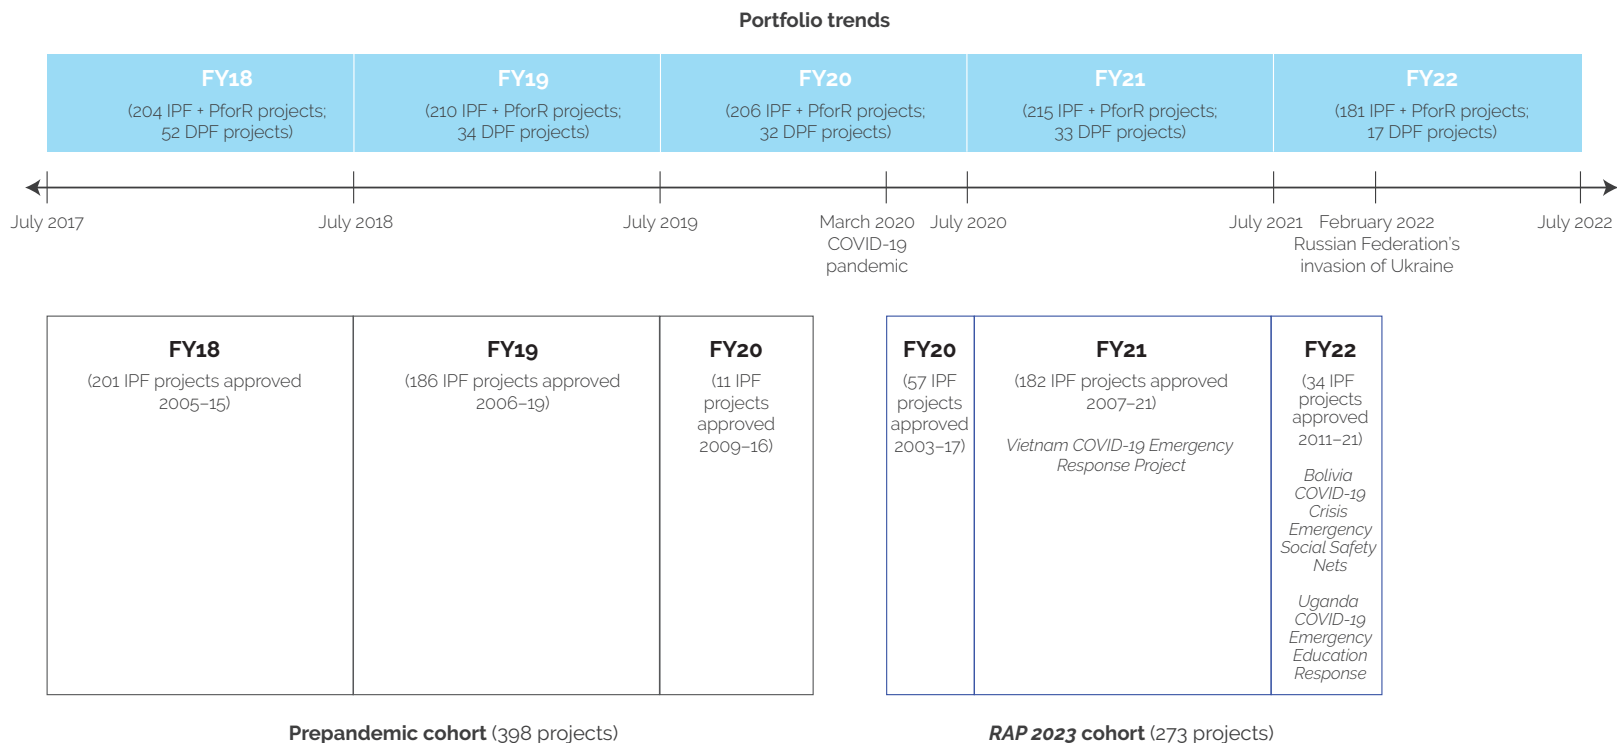 Portfolio trends
FY18
(204 IPF + PforR projects;
52 DPF projects)
FY19
(210 IPF + PforR projects;
34 DPF projects)
FY20
(206 IPF + PforR projects;
32 DPF projects)
FY21
(215 IPF + PforR projects;
33 DPF projects)
FY22
(181 IPF + PforR projects;
17 DPF projects)
July 2017
July 2018
July 2019
March 2020
COVID-19
pandemic
July 2020
July 2021
February 2022
Russian Federation's
invasion of Ukraine
July 2022
FY18
(201 IPF projects approved
2005–15)
FY19
(186 IPF projects approved
2006–19)
FY20
(11 IPF
projects
approved
2009–16)
FY20
(57 IPF
projects
approved
2003–17)
FY21
(182 IPF projects approved
2007–21)
Vietnam COVID-19 Emergency
Response Project
FY22
(34 IPF
projects
approved
2011–21)
Bolivia
COVID-19
Crisis
Emergency
Social Safety
Nets
Uganda
COVID-19
Emergency
Education
Response
Prepandemic cohort (398 projects)
RAP 2023 cohort (273 projects)